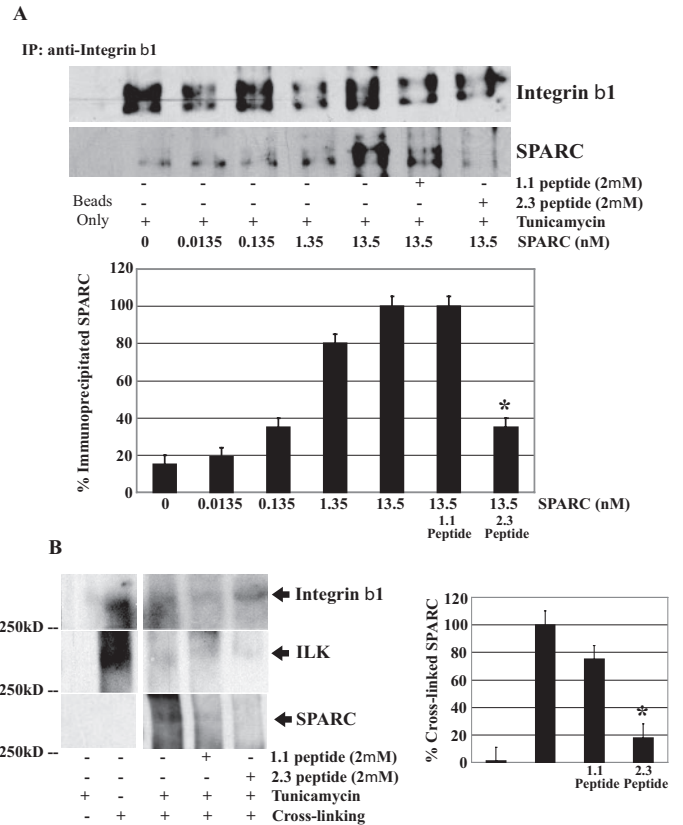 A
IP: anti-Integrin b1
Integrin b1
SPARC
- - - - - + - 1.1 peptide (2mM)
Beads - - - - - - + 2.3 peptide (2mM)
Only + + + + + + + Tunicamycin
0 0.0135 0.135 1.35 13.5 13.5 13.5 SPARC (nM)
% Immunoprecipitated SPARC
120
100
80
60
40
20
0
0 0.0135 0.135 1.35 13.5 13.5 13.5 SPARC (nM)
1.1 2.3
Peptide Peptide
*
B
Integrin b1
250kD --
ILK
250kD --
SPARC
250kD --
- - - + - 1.1 peptide (2mM)
- - - - + 2.3 peptide (2mM)
+ - + + + Tunicamycin
- + + + + Cross-linking
% Cross-linked SPARC
120
100
80
60
40
20
0
*
1.1 2.3
Peptide Peptide